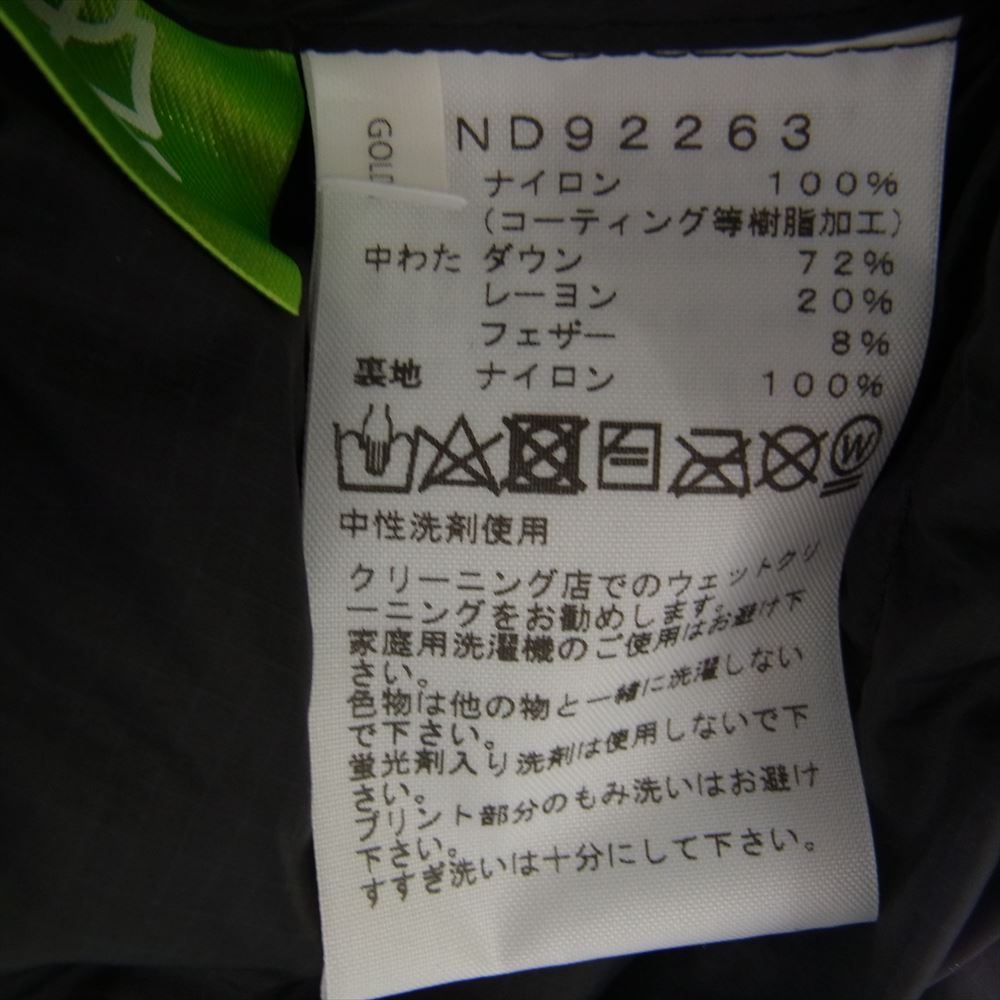 GOLD
ND92263
ナイロン 100%
(コーティング等樹脂加工)
中わた ダウン 72%
レーヨン 20%
フェザー 8%
裏地 ナイロン 100%
W
中性洗剤使用
クリーニング店でのウェットクリ
ーニングをお勧めします。
家庭用洗濯機のご使用はお避け下
さい。
色物は他の物と一緒に洗濯しない
で下さい。
蛍光剤入り洗剤は使用しないで下
さい。
プリント部分のもみ洗いはお避け
下さい。
すすぎ洗いは十分にして下さい。